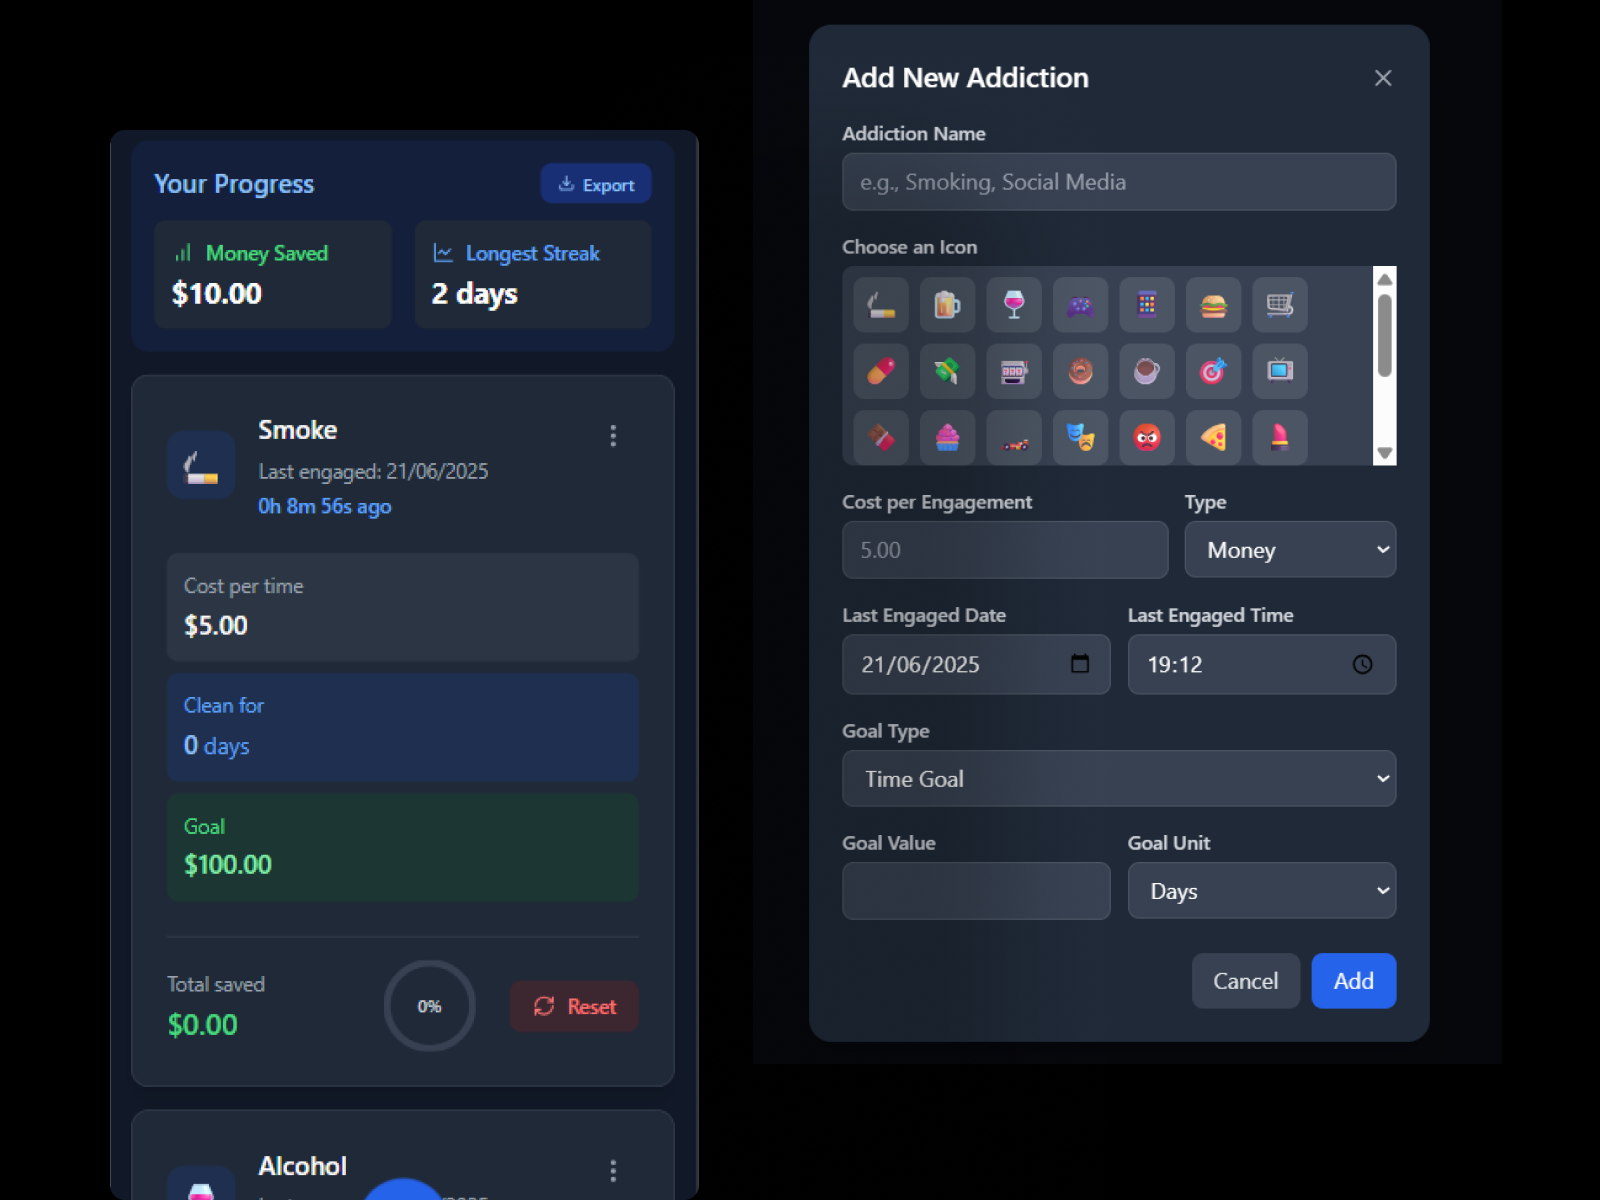 Your Progress
Export
Money Saved
$10.00
Longest Streak
2 days
Smoke
Last engaged: 21/06/2025
0h 8m 56s ago
Cost per time
$5.00
Clean for
0 days
Goal
$100.00
Total saved
$0.00
0%
Reset
Alcohol
Add New Addiction
Addiction Name
e.g., Smoking, Social Media
Choose an Icon
Cost per Engagement
Type
5.00
Money
Last Engaged Date
Last Engaged Time
21/06/2025
19:12
Goal Type
Time Goal
Goal Value
Goal Unit
Days
Cancel
Add